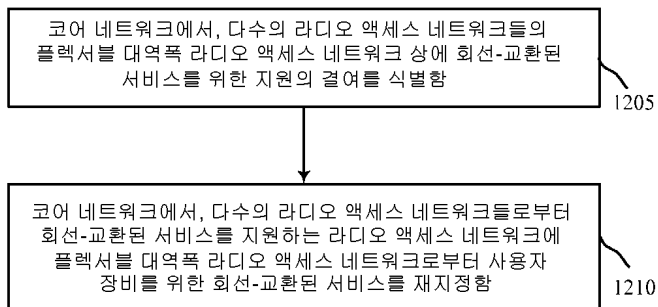 코어 네트워크에서, 다수의 라디오 액세스 네트워크들의
플렉서블 대역폭 라디오 액세스 네트워크 상에 회선-교환된
서비스를 위한 지원의 결여를 식별함
1205
코어 네트워크에서, 다수의 라디오 액세스 네트워크들로부터
회선-교환된 서비스를 지원하는 라디오 액세스 네트워크에
플렉서블 대역폭 라디오 액세스 네트워크로부터 사용자
장비를 위한 회선-교환된 서비스를 재지정함
1210